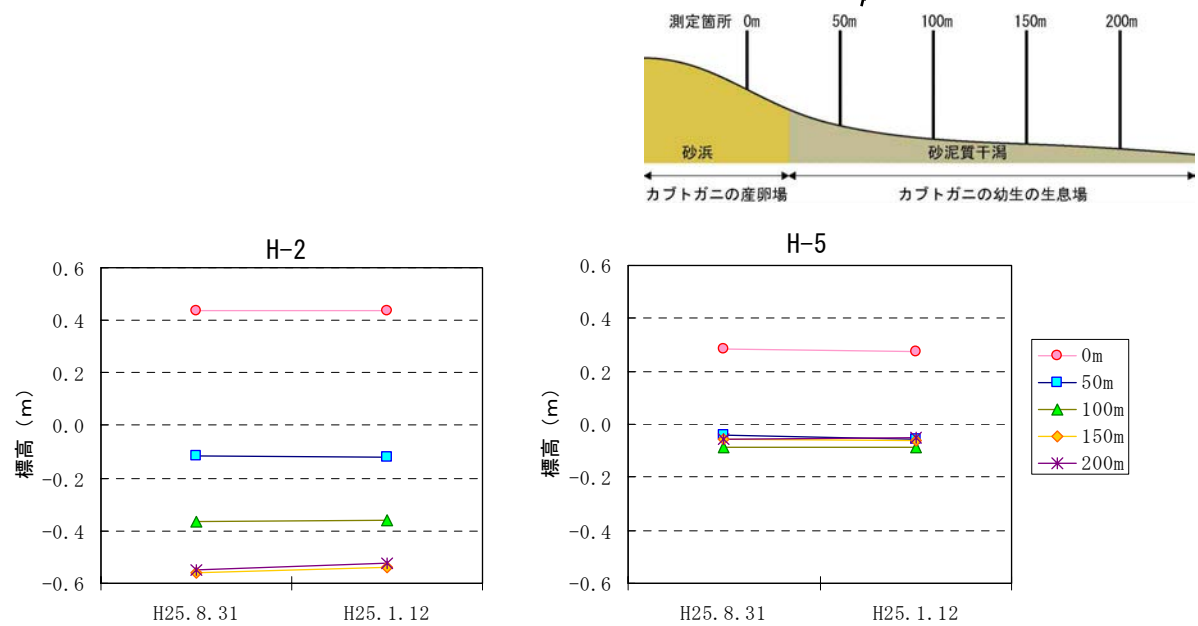 測定箇所 0m 50m 100m 150m 200m
砂浜 砂泥質干潟
カブトガニの産卵場 カブトガニの幼生の生息場
H-2
0.6
0.4
0.2
0.0
-0.2
-0.4
-0.6
標高 (m)
H25.8.31 H25.1.12
H-5
0.6
0.4
0.2
0.0
-0.2
-0.4
-0.6
標高 (m)
H25.8.31 H25.1.12
0m
50m
100m
150m
200m